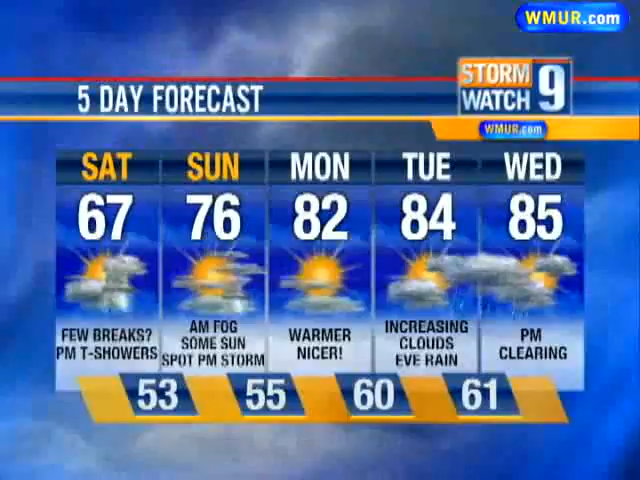 WMUR.com
5 DAY FORECAST
STORM
WATCH 9
WMUR.com
SAT SUN MON TUE WED
67 76 82 84 85
FEW BREAKS?
PM T-SHOWERS
AM FOG
SOME SUN
SPOT PM STORM
WARMER
NICER!
INCREASING
CLOUDS
EVE RAIN
PM
CLEARING
53 55 60 61